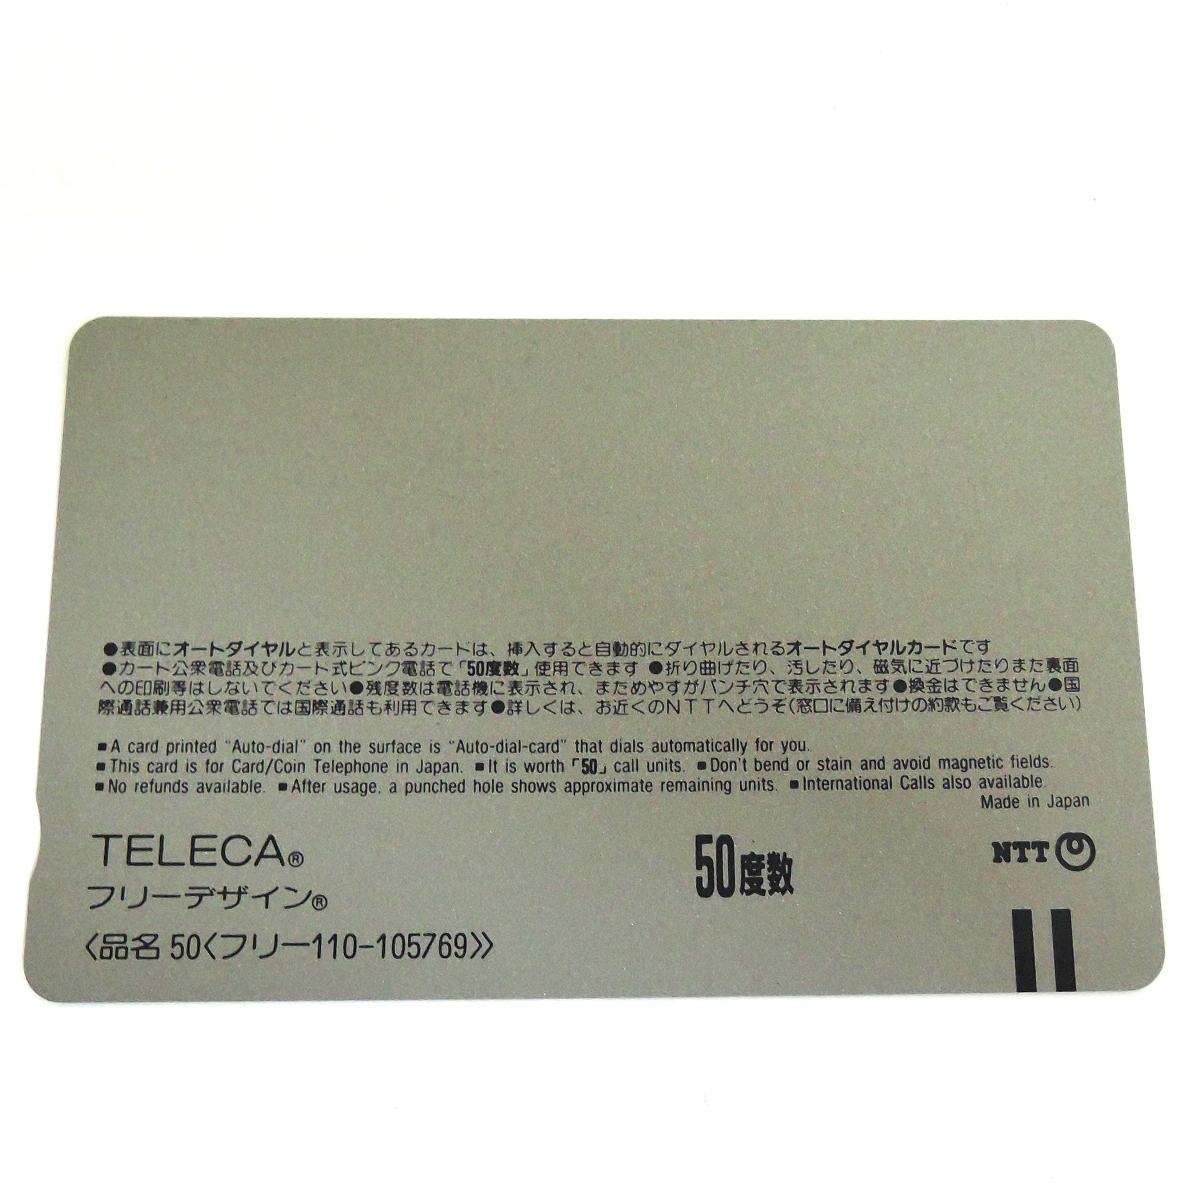 ●表面にオートダイヤルと表示してあるカードは、挿入すると自動的にダイヤルされるオートダイヤルカードです
●カード公衆電話及びカード式ピンク電話で「50度数」使用できます ●折り曲げたり、汚したり、磁気に近づけたりまた裏面
への印刷等はしないでください●残度数は電話機に表示され、まためやすがパンチ穴で表示されます●換金はできません●国
際通話兼用公衆電話では国際通話も利用できます●詳しくは、お近くのNTTへどうぞ(窓口に備え付けの約款もご覧ください)
■A card printed "Auto-dial" on the surface is "Auto-dial-card" that dials automatically for you.
■This card is for Card/Coin Telephone in Japan. ■It is worth「50」call units. ■Don't bend or stain and avoid magnetic fields.
■No refunds available. ■After usage, a punched hole shows approximate remaining units. ■International Calls also available.
Made in Japan
TELECA®
50度数
NTT
フリーデザイン®
〈品名 50〈フリー110-105769〉〉